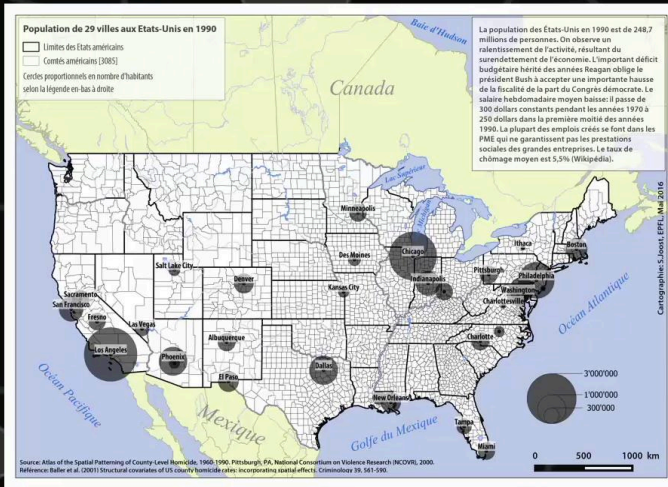 Population de 29 villes aux Etats-Unis en 1990
Limites des Etats américains
Comtés américains [3085]
Cercles proportionnels en nombre d'habitants
selon la légende en-bas à droite
La population des États-Unis en 1990 est de 248,7
millions de personnes. On observe un
ralentissement de l'activité, résultant du
surendettement de l'économie. L'important déficit
budgétaire hérité des années Reagan oblige le
président Bush à accepter une importante hausse
de la fiscalité de la part du Congrès démocrate. Le
salaire hebdomadaire moyen baisse: il passe de
300 dollars constants pendant les années 1970 à
250 dollars dans la première moitié des années
1990. La plupart des emplois créés se font dans les
PME qui ne garantissent pas les prestations
sociales des grandes entreprises. Le taux de
chômage moyen est 5,5% (Wikipédia).
Baie d'Hudson
Canada
Lac Supérieur
Michigan
Minneapolis
Ithaca
Boston
Chicago
Des Moines
Salt Lake City
Pittsburgh
Philadelphia
Denver
Indianapolis
Kansas City
Washington
Sacramento
Charlottesville
San Francisco
Fresno
Las Vegas
Albuquerque
Charlotte
Los Angeles
Phoenix
Dallas
El Paso
New Orleans
Tampa
Miami
Océan Pacifique
Mexique
Golfe du Mexique
Océan Atlantique
3'000'000
1'000'000
300'000
0 500 1000 km
Cartographie: S.Joost, EPFL, Mai 2016
Source: Atlas of the Spatial Patterning of County-Level Homicide, 1960-1990. Pittsburgh, PA, National Consortium on Violence Research (NCOVR), 2000.
Référence: Baller et al. (2001) Structural covariates of US county homicide rates: incorporating spatial effects. Criminology 39, 561-590.